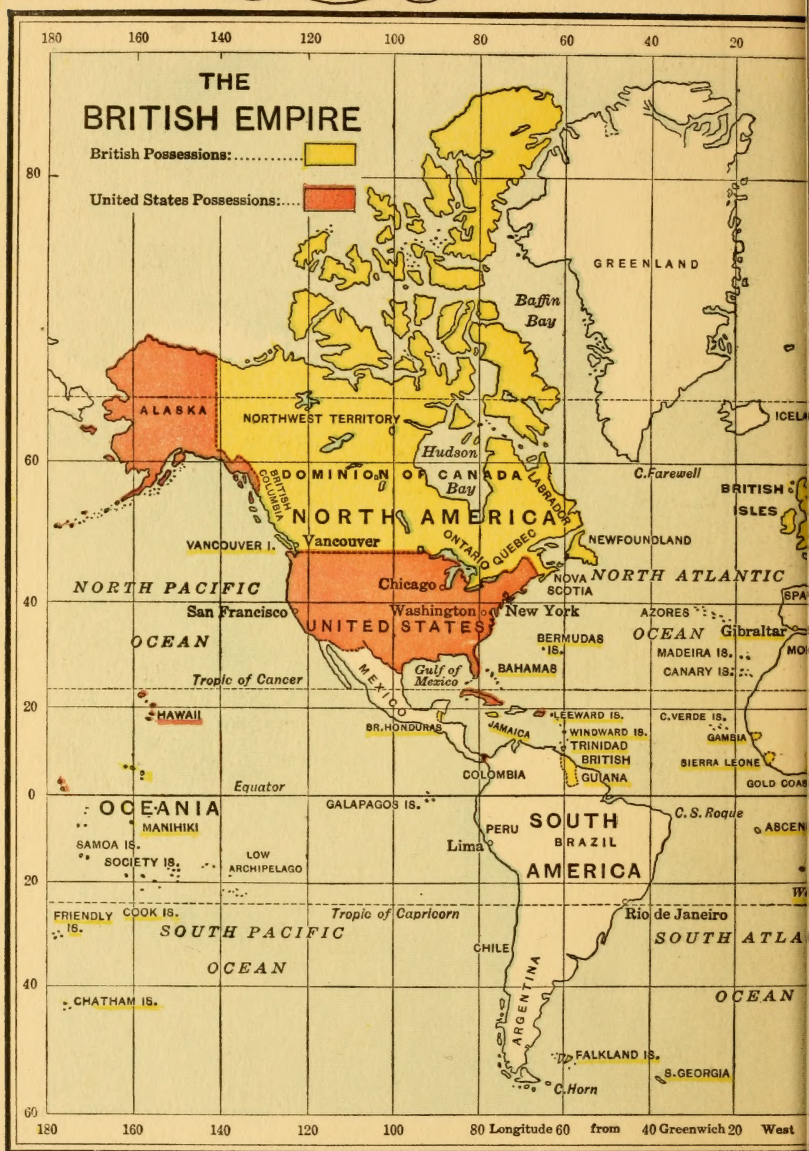 180 160 140 120 100 80 60 40 20
THE
BRITISH EMPIRE
British Possessions:
United States Possessions:
80
GREENLAND
Baffin
Bay
ALASKA
NORTHWEST TERRITORY
Hudson
Bay
60
DOMINION OF CANADA
C.Farewell
BRITISH
COLUMBIA
LABRADOR
BRITISH
ISLES
NORTH AMERICA
ONTARIO
QUEBEC
NEWFOUNDLAND
VANCOUVER I.
Vancouver
NOVA
SCOTIA
NORTH ATLANTIC
OCEAN
NORTH PACIFIC
OCEAN
Chicago
40
San Francisco
Washington
New York
AZORES
Gibraltar
UNITED STATES
BERMUDAS
IS.
MADEIRA IS.
CANARY IS.
MEXICO
Gulf of
Mexico
BAHAMAS
Tropic of Cancer
20
HAWAII
BR.HONDURAS
JAMAICA
LEEWARD IS.
WINDWARD IS.
TRINIDAD
BRITISH
GUIANA
C.VERDE IS.
GAMBIA
SIERRA LEONE
COLOMBIA
GOLD COAS
0
Equator
OCEANIA
MANIHIKI
GALAPAGOS IS.
C.S.Roque
SAMOA IS.
SOCIETY IS.
LOW
ARCHIPELAGO
PERU
Lima
SOUTH
BRAZIL
AMERICA
ASCEN
20
FRIENDLY
IS.
COOK IS.
Tropic of Capricorn
Rio de Janeiro
SOUTH PACIFIC
OCEAN
CHILE
SOUTH ATLA
OCEAN
40
CHATHAM IS.
ARGENTINA
FALKLAND IS.
S.GEORGIA
C.Horn
60
180 160 140 120 100 80 Longitude 60 from 40 Greenwich 20 West